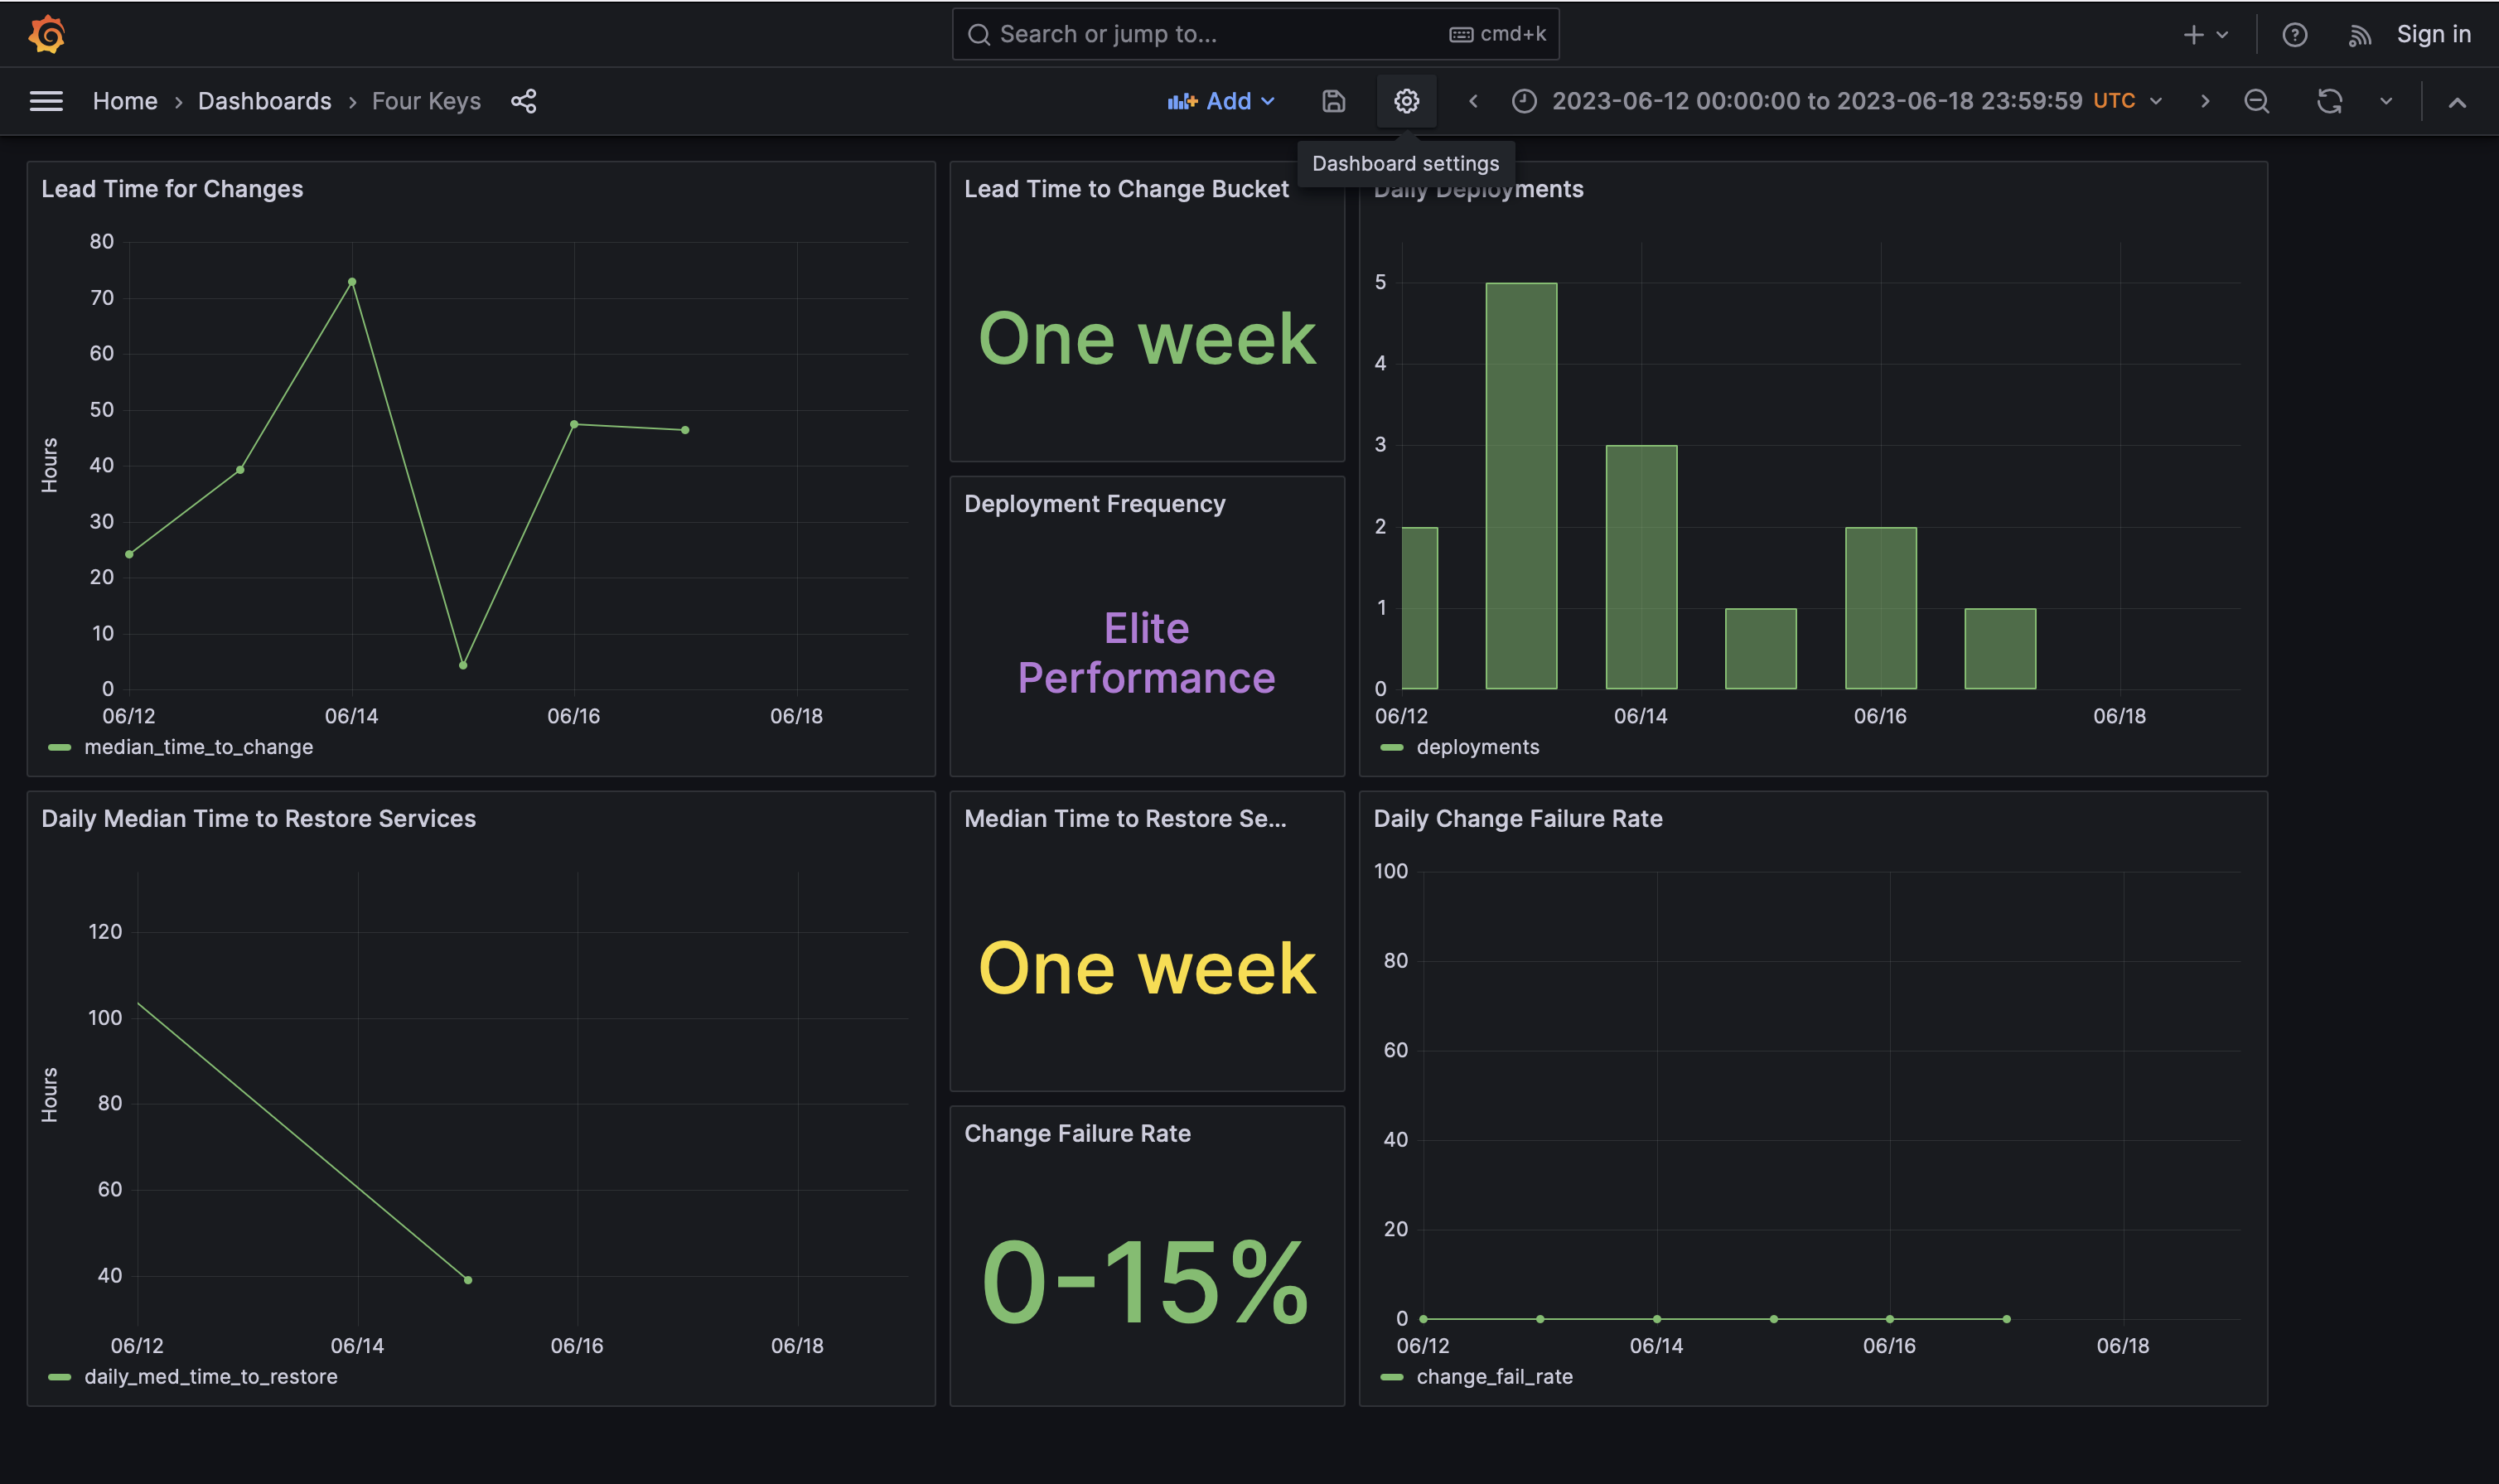 Search or jump to...
cmd+k
Sign in
Home
Dashboards
Four Keys
Add
2023-06-12 00:00:00 to 2023-06-18 23:59:59 UTC
Dashboard settings
Lead Time for Changes
Hours
80
70
60
50
40
30
20
10
0
06/12
06/14
06/16
06/18
median_time_to_change
Lead Time to Change Bucket
One week
Deployment Frequency
Elite
Performance
Daily Deployments
5
4
3
2
1
0
06/12
06/14
06/16
06/18
deployments
Daily Median Time to Restore Services
Hours
120
100
80
60
40
06/12
06/14
06/16
06/18
daily_med_time_to_restore
Median Time to Restore Se...
One week
Change Failure Rate
0-15%
Daily Change Failure Rate
100
80
60
40
20
0
06/12
06/14
06/16
06/18
change_fail_rate